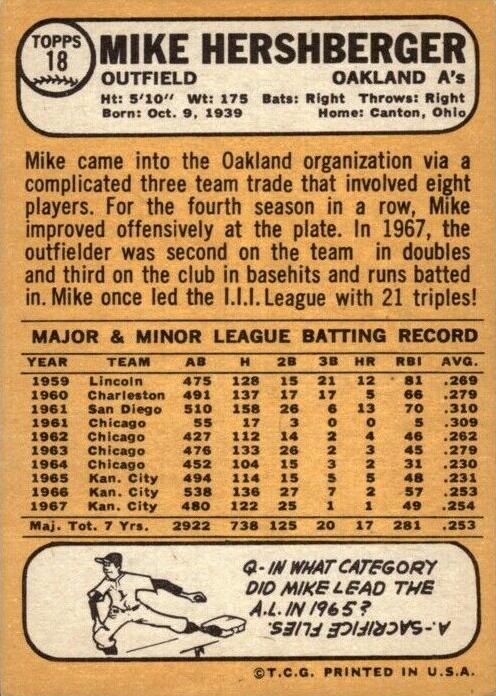 TOPPS
18
MIKE HERSHBERGER
OUTFIELD OAKLAND A's
Ht: 5'10" Wt: 175 Bats: Right Throws: Right
Born: Oct. 9, 1939 Home: Canton, Ohio
Mike came into the Oakland organization via a
complicated three team trade that involved eight
players. For the fourth season in a row, Mike
improved offensively at the plate. In 1967, the
outfielder was second on the team in doubles
and third on the club in basehits and runs batted
in. Mike once led the I.I.I. League with 21 triples!
MAJOR & MINOR LEAGUE BATTING RECORD
YEAR TEAM AB H 2B 3B HR RBI AVG.
1959 Lincoln 475 128 15 21 12 81 .269
1960 Charleston 491 137 17 17 5 66 .279
1961 San Diego 510 158 26 6 13 70 .310
1961 Chicago 55 17 3 0 0 5 .309
1962 Chicago 427 112 14 2 4 46 .262
1963 Chicago 476 133 26 2 3 45 .279
1964 Chicago 452 104 15 3 2 31 .230
1965 Kan. City 494 114 15 5 5 48 .231
1966 Kan. City 538 136 27 7 2 57 .253
1967 Kan. City 480 122 25 1 1 49 .254
Maj. Tot. 7 Yrs. 2922 738 125 20 17 281 .253
Q-IN WHAT CATEGORY
DID MIKE LEAD THE
A.L. IN 1965?
A-SACRIFICE FLIES.
©T.C.G. PRINTED IN U.S.A.